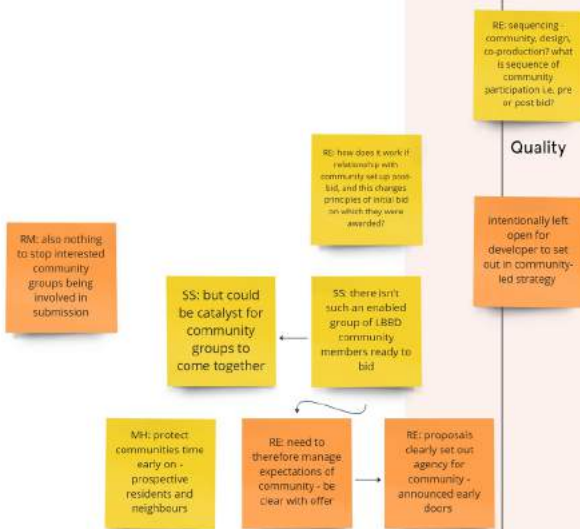 RE: sequencing -
community, design,
co-production? what
is sequence of
community
participation i.e. pre
or post bid?
Quality
RE: how does it work if
relationship with
community set up post-
bid, and this changes
principles of initial bid
on which they were
awarded?
intentionally left
open for
developer to set
out in community-
led strategy
RM: also nothing
to stop interested
community
groups being
involved in
submission
SS: but could
be catalyst for
community
groups to
come together
SS: there isn't
such an enabled
group of LBBD
community
members ready to
bid
MH: protect
communities time
early on -
prospective
residents and
neighbours
RE: need to
therefore manage
expectations of
community - be
clear with offer
RE: proposals
clearly set out
agency for
community -
announced early
doors